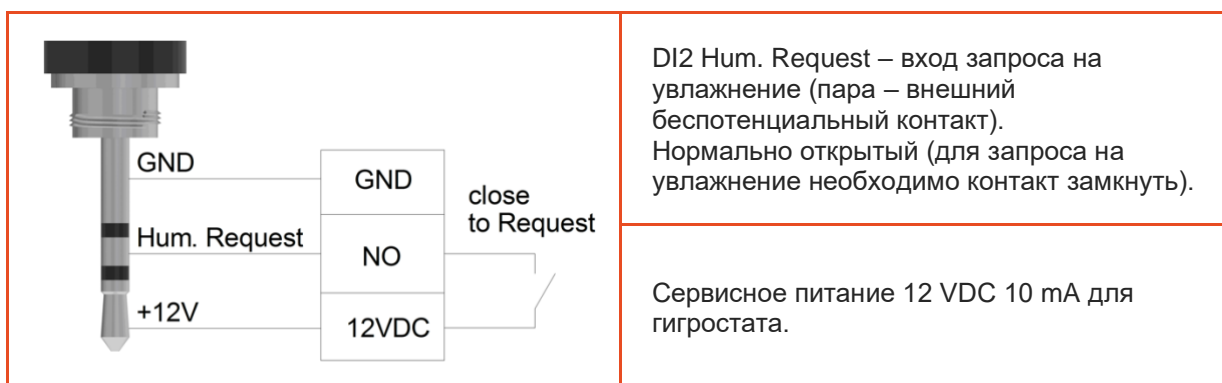 GND
Hum. Request
+12V
GND
NO
12VDC
close
to Request
DI2 Hum. Request – вход запроса на
увлажнение (пара – внешний
беспотенциальный контакт).
Нормально открытый (для запроса на
увлажнение необходимо контакт замкнуть).
Сервисное питание 12 VDC 10 mA для
гигростата.